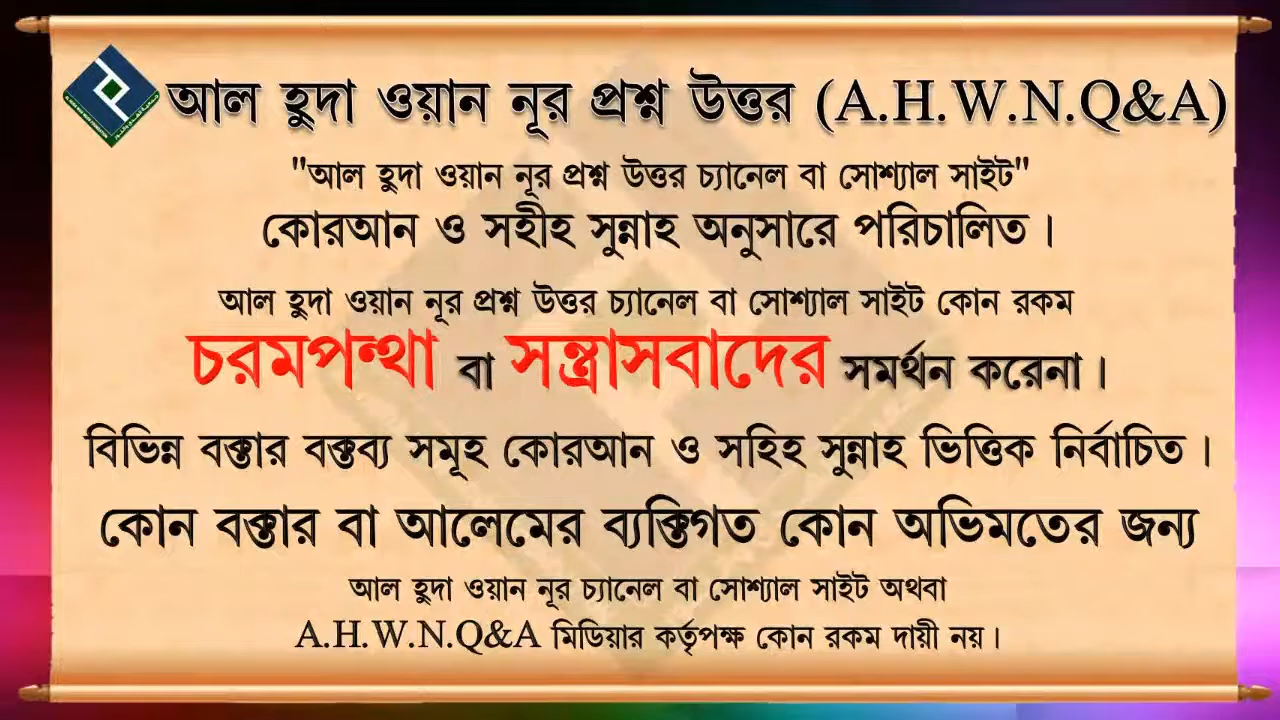 আল হুদা ওয়ান নূর প্রশ্ন উত্তর (A.H.W.N.Q&A)
"আল হুদা ওয়ান নূর প্রশ্ন উত্তর চ্যানেল বা সোশ্যাল সাইট"
কোরআন ও সহীহ সুন্নাহ অনুসারে পরিচালিত।
আল হুদা ওয়ান নূর প্রশ্ন উত্তর চ্যানেল বা সোশ্যাল সাইট কোন রকম
চরমপন্থা বা সন্ত্রাসবাদের সমর্থন করেনা।
বিভিন্ন বক্তার বক্তব্য সমূহ কোরআন ও সহিহ সুন্নাহ ভিত্তিক নির্বাচিত।
কোন বক্তার বা আলেমের ব্যক্তিগত কোন অভিমতের জন্য
আল হুদা ওয়ান নূর চ্যানেল বা সোশ্যাল সাইট অথবা
A.H.W.N.Q&A মিডিয়ার কর্তৃপক্ষ কোন রকম দায়ী নয়।